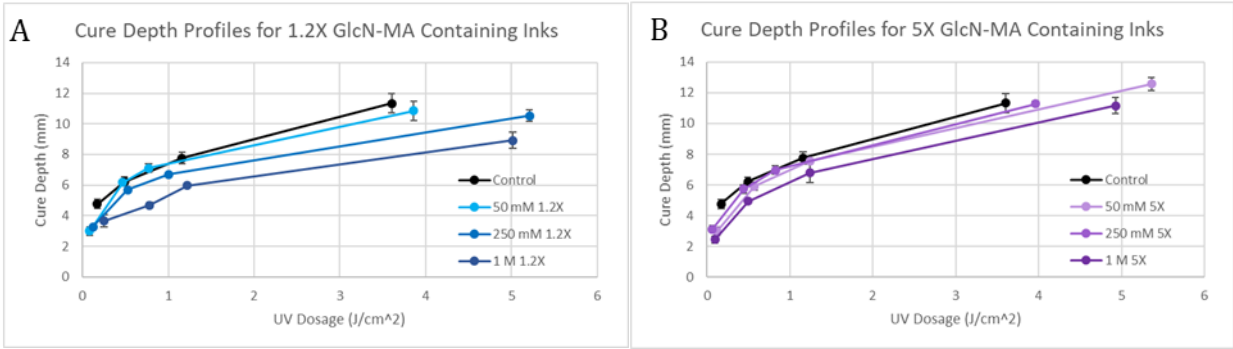 A
Cure Depth Profiles for 1.2X GlcN-MA Containing Inks
Cure Depth (mm)
14
12
10
8
6
4
2
0
0 1 2 3 4 5 6
UV Dosage (J/cm^2)
Control
50 mM 1.2X
250 mM 1.2X
1 M 1.2X
B
Cure Depth Profiles for 5X GlcN-MA Containing Inks
Cure Depth (mm)
14
12
10
8
6
4
2
0
0 1 2 3 4 5 6
UV Dosage (J/cm^2)
Control
50 mM 5X
250 mM 5X
1 M 5X